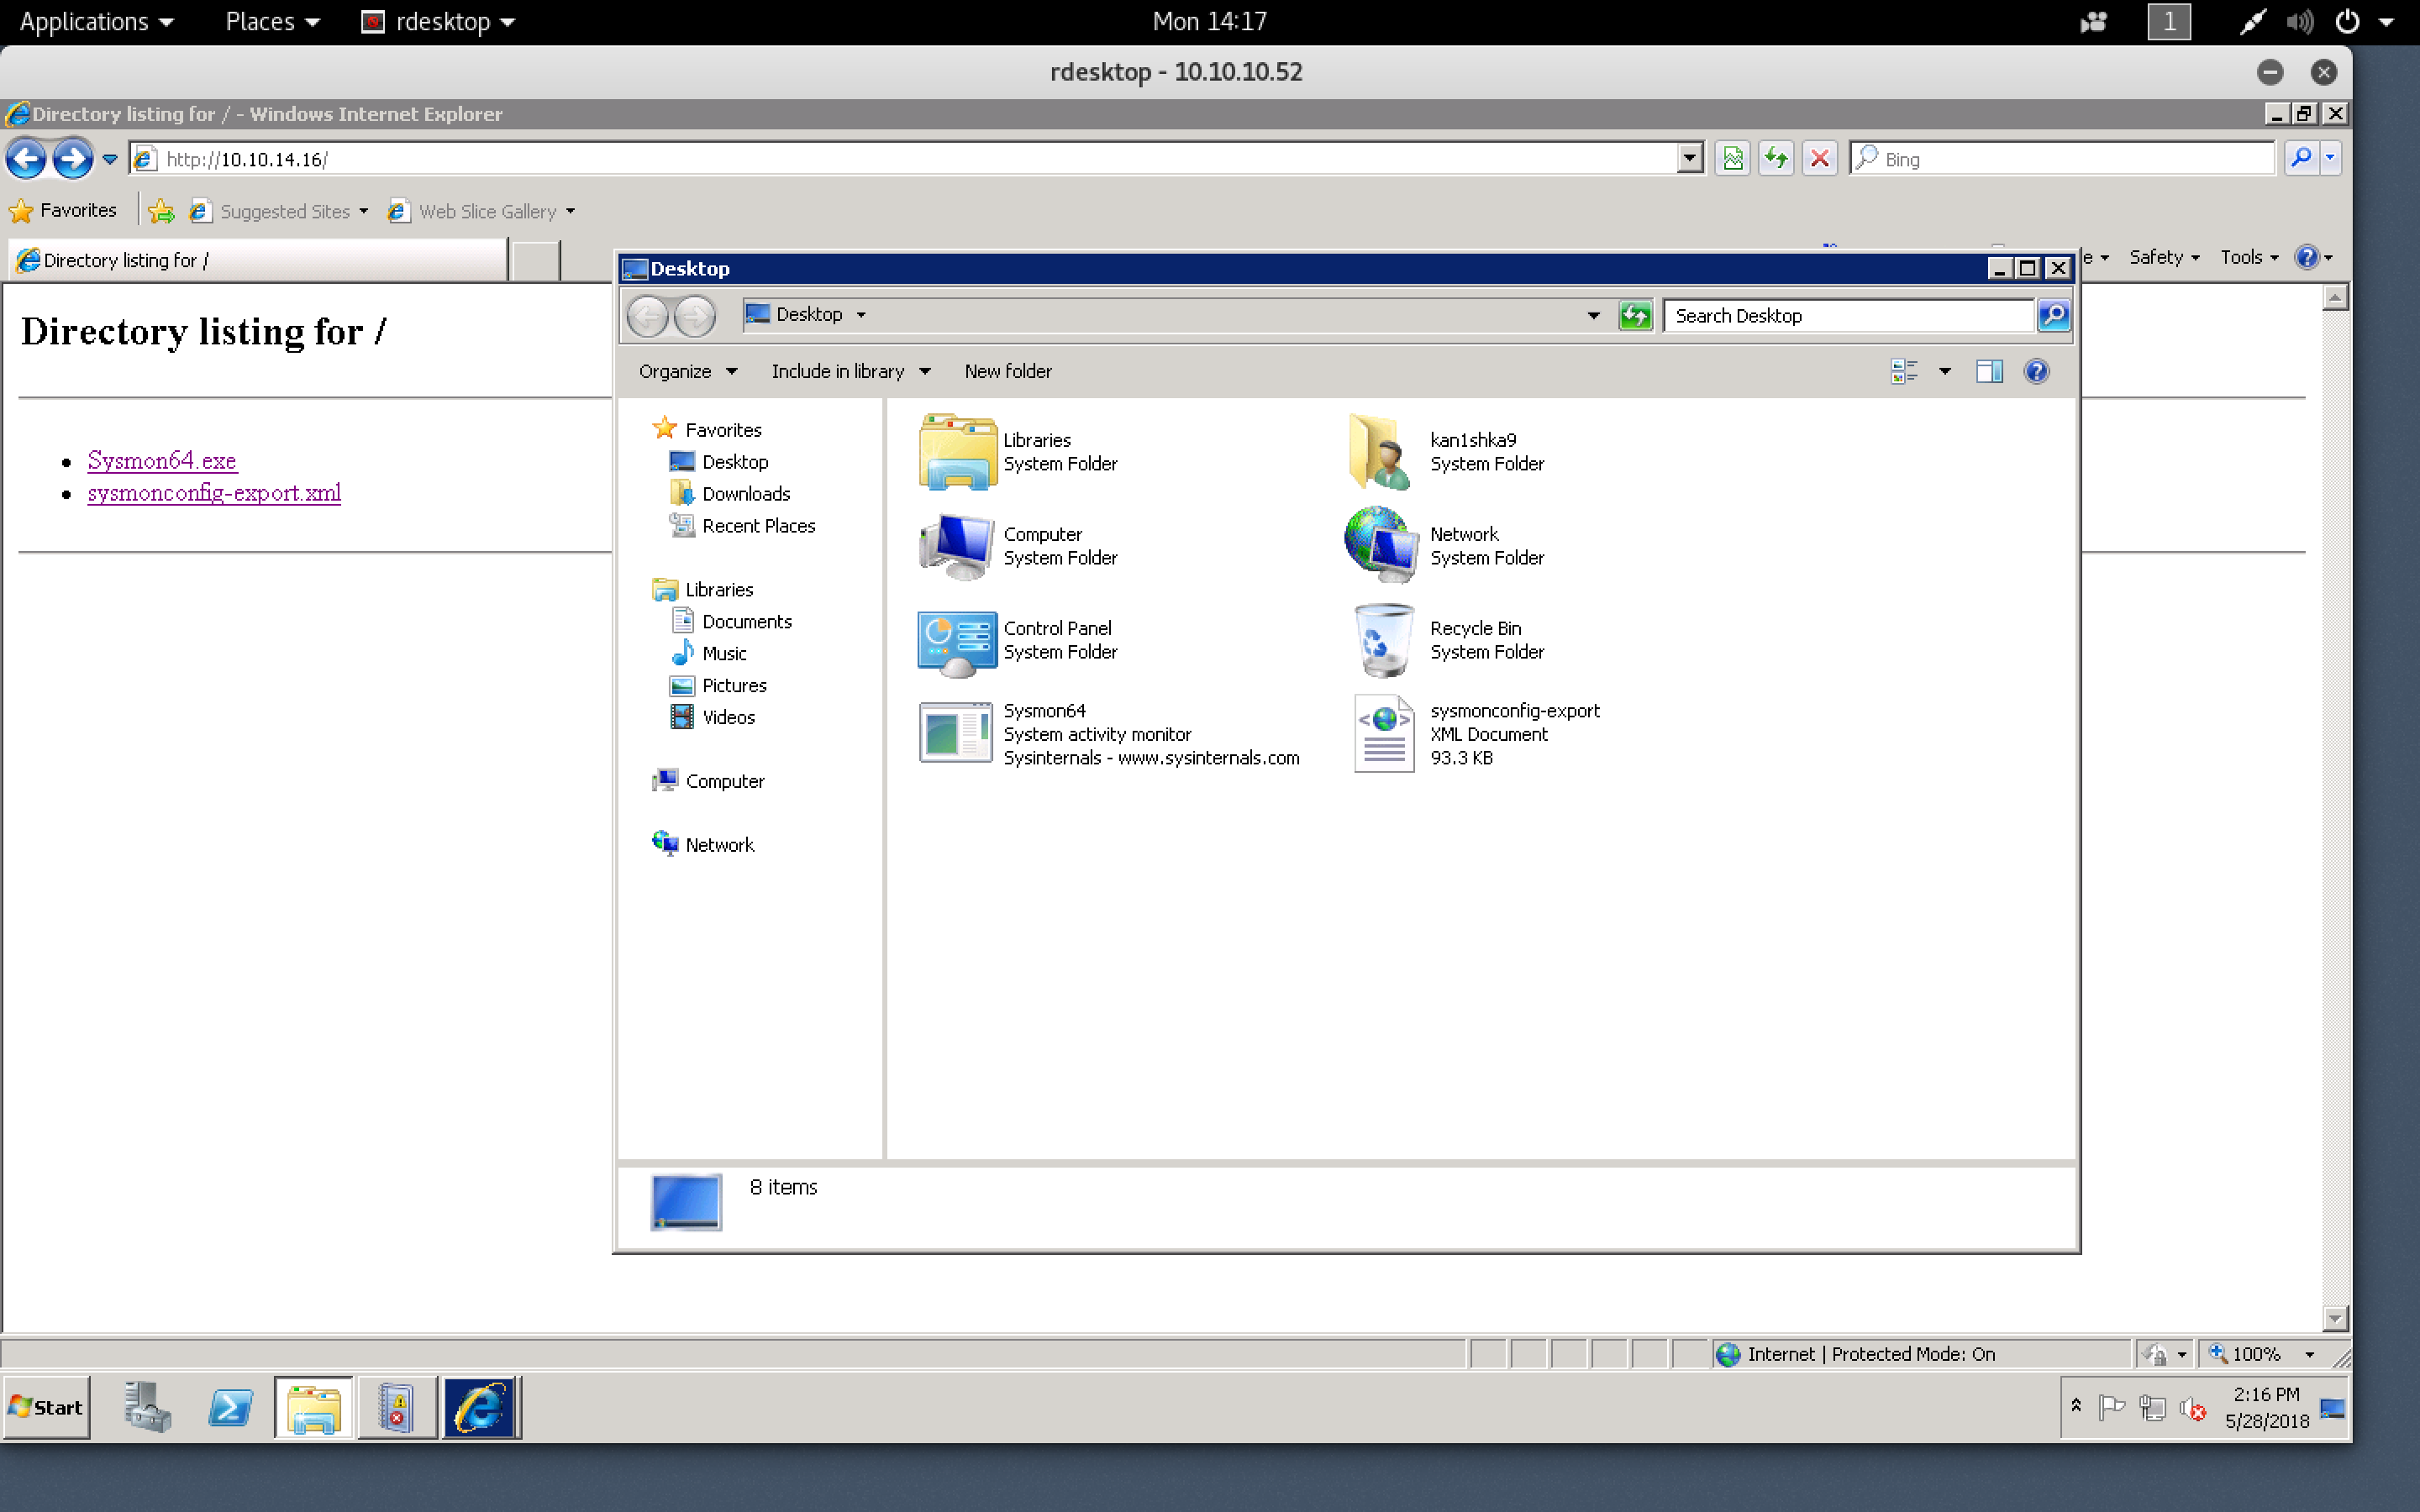 Applications Places rdesktop Mon 14:17 1
rdesktop - 10.10.10.52
Directory listing for / - Windows Internet Explorer
http://10.10.14.16/ Bing
Favorites Suggested Sites Web Slice Gallery
Directory listing for / Safety Tools
Directory listing for /
Sysmon64.exe
sysmonconfig-export.xml
Desktop
Desktop Search Desktop
Organize Include in library New folder
Favorites
Desktop
Downloads
Recent Places
Libraries
Documents
Music
Pictures
Videos
Computer
Network
Libraries
System Folder
kan1shka9
System Folder
Computer
System Folder
Network
System Folder
Control Panel
System Folder
Recycle Bin
System Folder
Sysmon64
System activity monitor
Sysinternals - www.sysinternals.com
sysmonconfig-export
XML Document
93.3 KB
8 items
Internet | Protected Mode: On 100%
Start
2:16 PM
5/28/2018